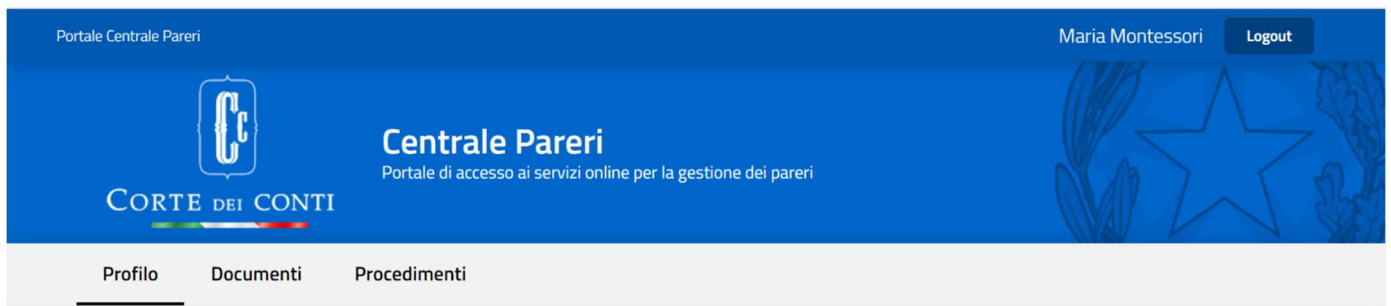 Portale Centrale Pareri
Maria Montessori
Logout
Cc
CORTE DEI CONTI
Centrale Pareri
Portale di accesso ai servizi online per la gestione dei pareri
Profilo
Documenti
Procedimenti